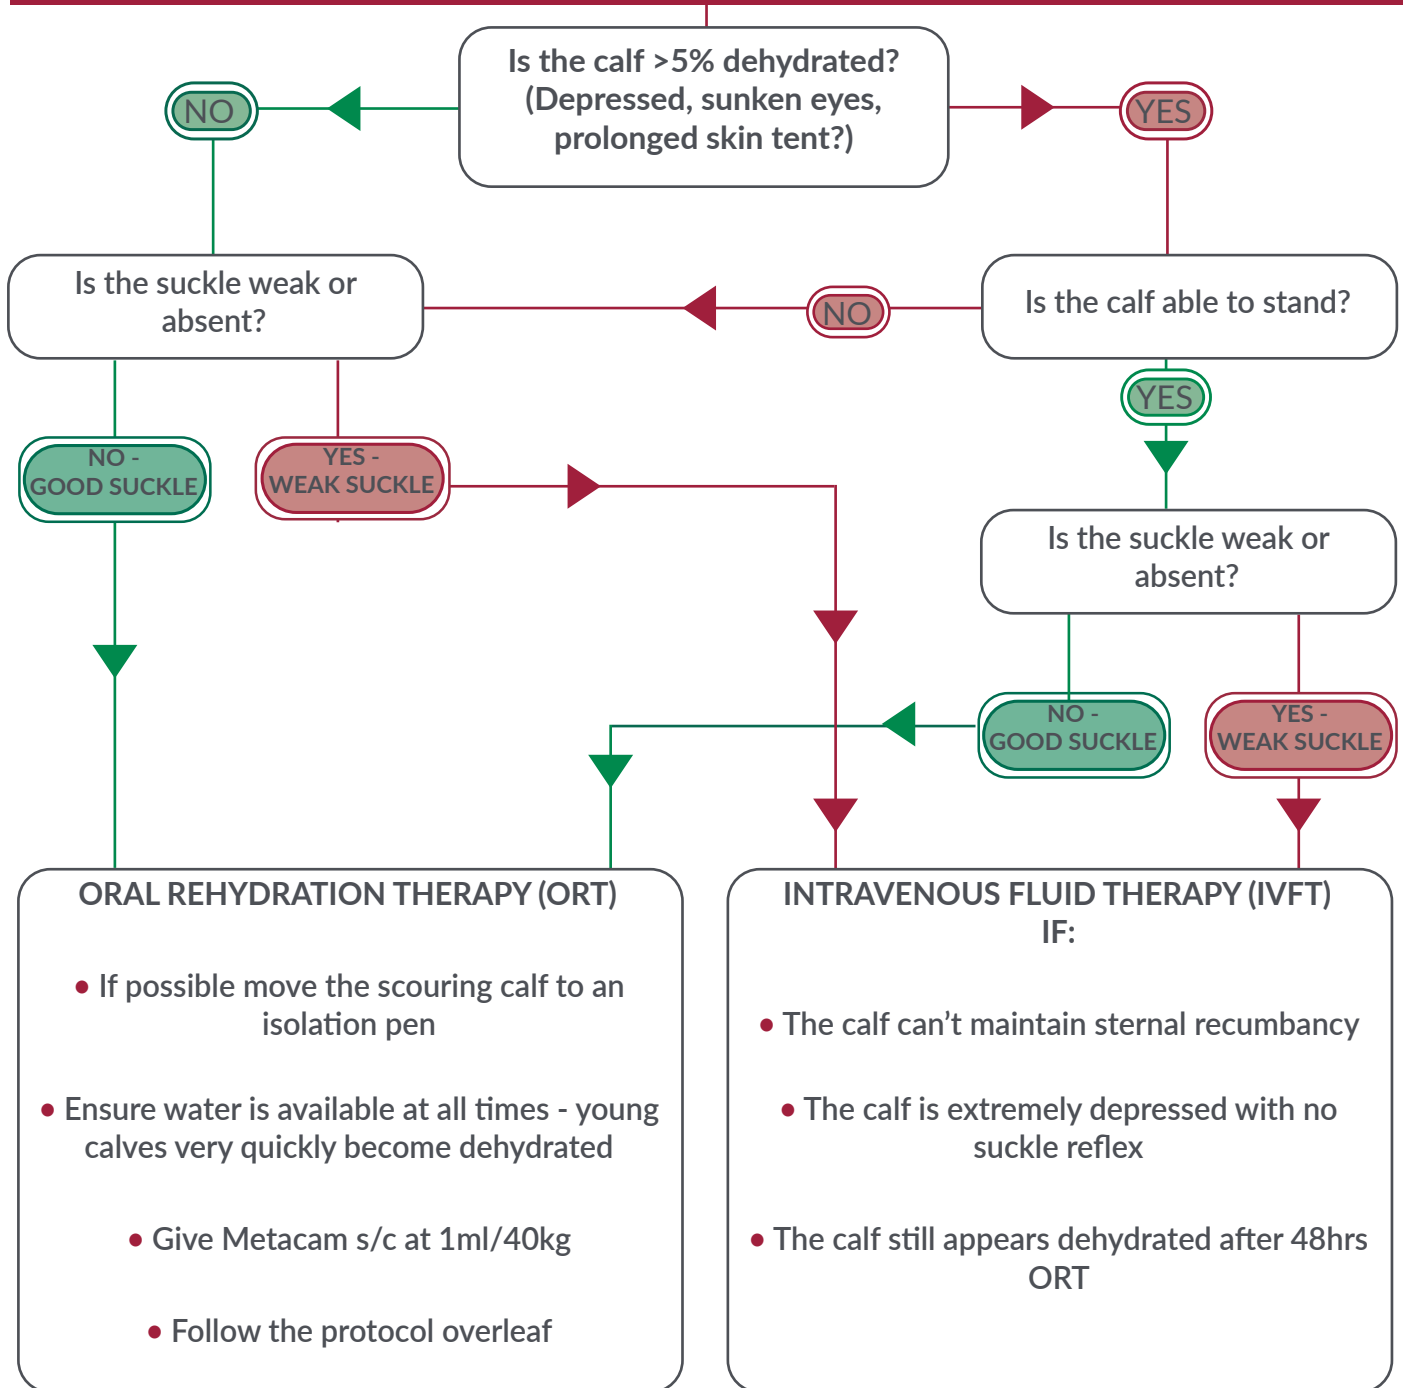 Is the calf >5% dehydrated?
(Depressed, sunken eyes,
prolonged skin tent?)
NO
YES
Is the suckle weak or
absent?
NO
Is the calf able to stand?
YES
NO -
GOOD SUCKLE
YES -
WEAK SUCKLE
Is the suckle weak or
absent?
NO -
GOOD SUCKLE
YES -
WEAK SUCKLE
ORAL REHYDRATION THERAPY (ORT)
• If possible move the scouring calf to an
isolation pen
• Ensure water is available at all times - young
calves very quickly become dehydrated
• Give Metacam s/c at 1ml/40kg
• Follow the protocol overleaf
INTRAVENOUS FLUID THERAPY (IVFT)
IF:
• The calf can't maintain sternal recumbancy
• The calf is extremely depressed with no
suckle reflex
• The calf still appears dehydrated after 48hrs
ORT